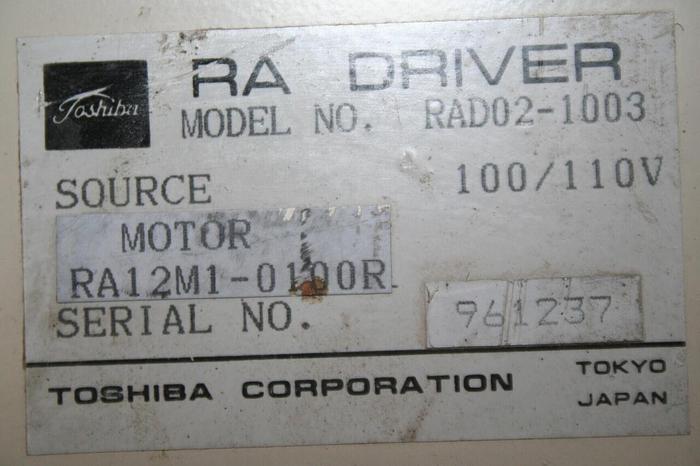 Toshiba
RA DRIVER
MODEL NO. RAD02-1003
SOURCE 100/110V
MOTOR
RA12M1-0100R
SERIAL NO. 961237
TOSHIBA CORPORATION TOKYO
JAPAN